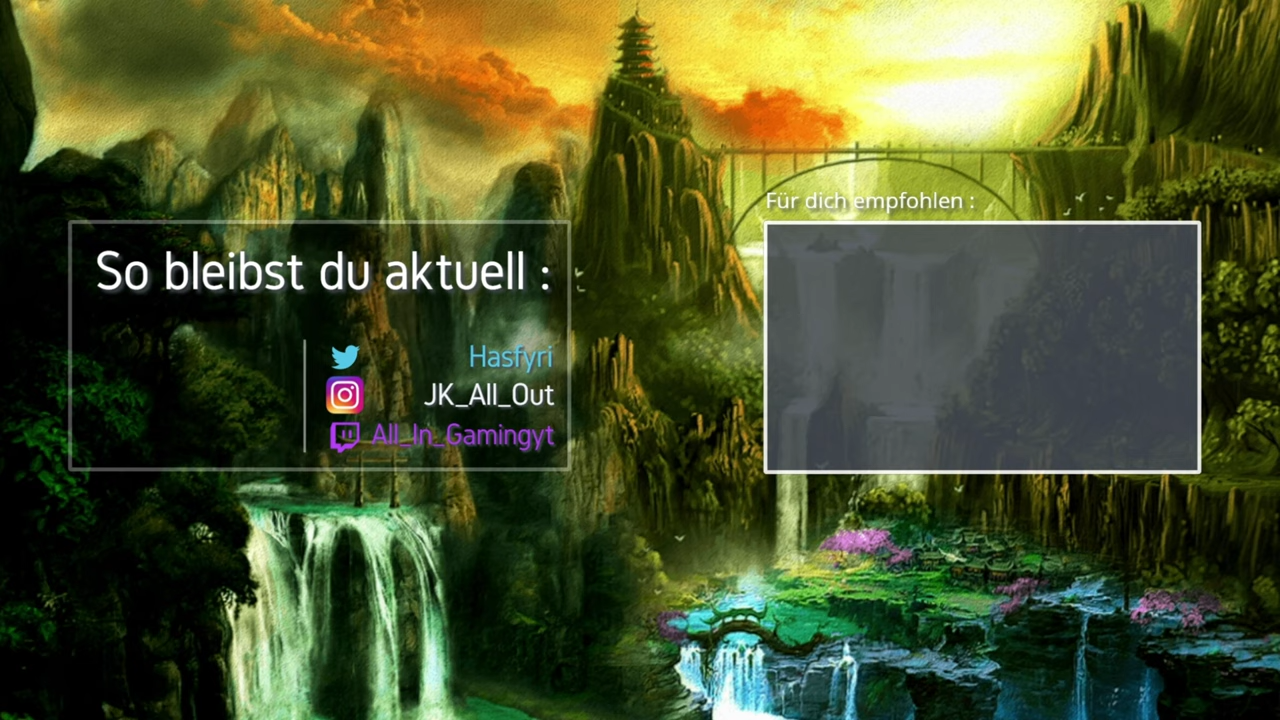 So bleibst du aktuell :
Hasfyri
JK_All_Out
All_In_Gamingyt
Für dich empfohlen :